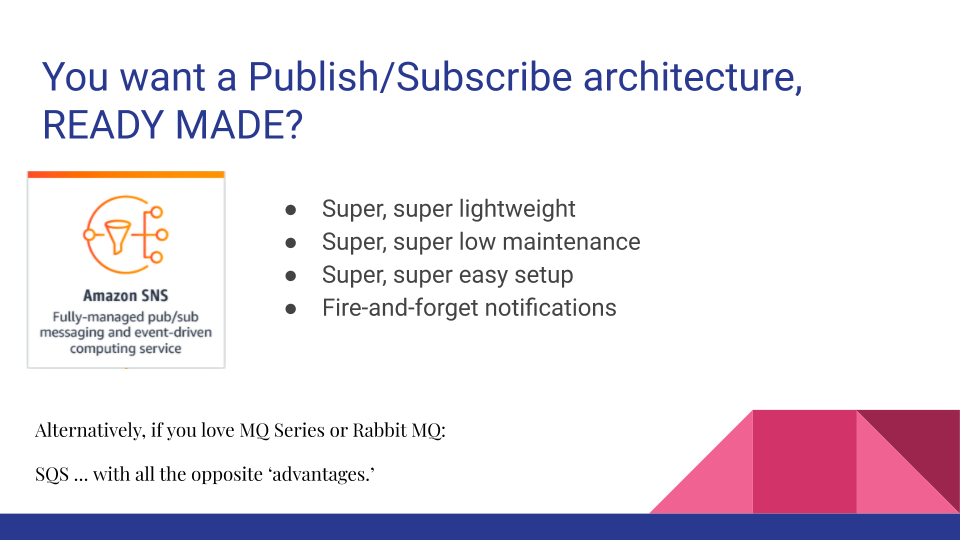 You want a Publish/Subscribe architecture,
READY MADE?
Amazon SNS
Fully-managed pub/sub
messaging and event-driven
computing service
● Super, super lightweight
● Super, super low maintenance
● Super, super easy setup
● Fire-and-forget notifications
Alternatively, if you love MQ Series or Rabbit MQ:
SQS ... with all the opposite ‘advantages.’